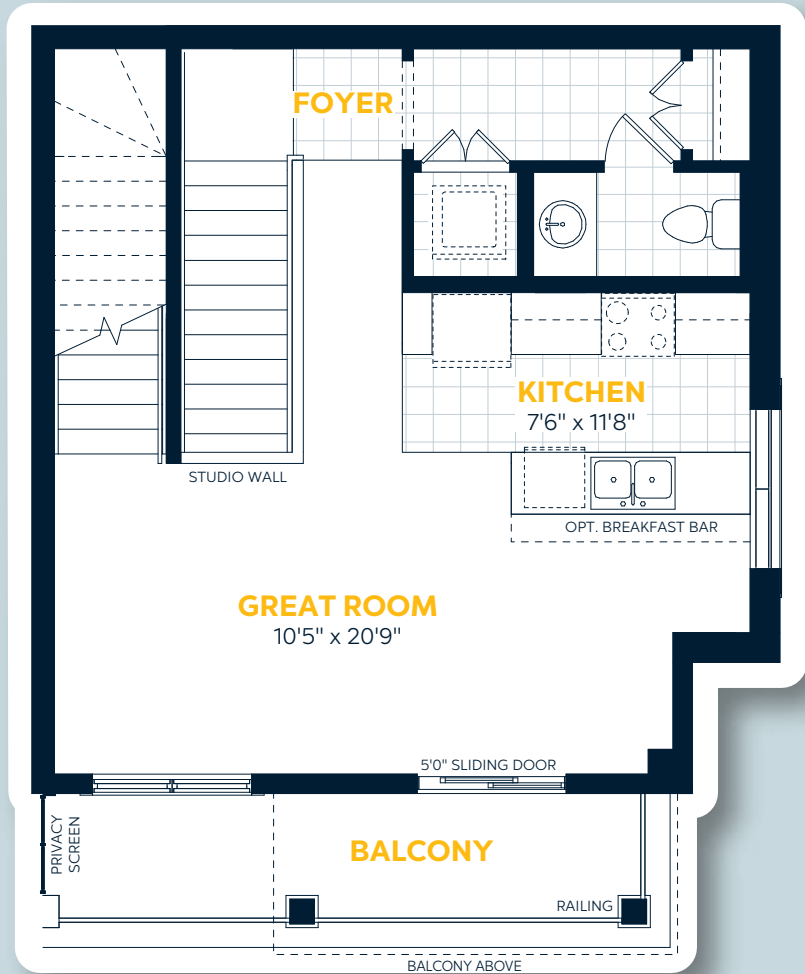 FOYER
KITCHEN
7'6" x 11'8"
STUDIO WALL
OPT. BREAKFAST BAR
GREAT ROOM
10'5" x 20'9"
5'0" SLIDING DOOR
PRIVACY
SCREEN
BALCONY
RAILING
BALCONY ABOVE